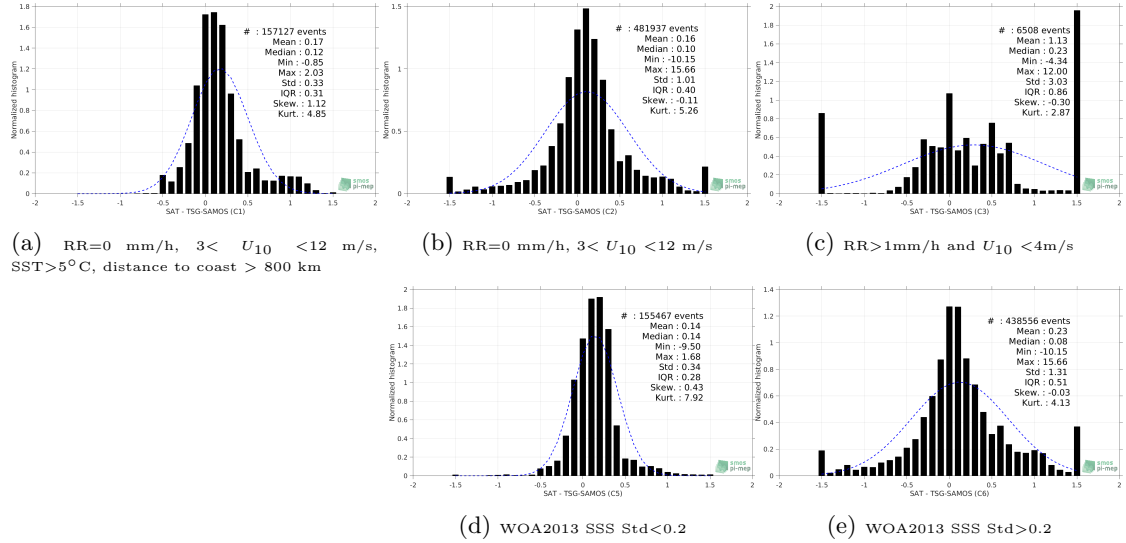 1.8
1.6
1.4
1.2
1
0.8
0.6
0.4
0.2
0
Normalized histogram
# : 157127 events
Mean : 0.17
Median : 0.12
Min : -0.85
Max : 2.03
Std : 0.33
IQR : 0.31
Skew. : 1.12
Kurt. : 4.85
smos
pi-mep
-2 -1.5 -1 -0.5 0 0.5 1 1.5 2
SAT - TSG-SAMOS (C1)
(a) RR=0 mm/h, 3< U10 <12 m/s,
SST>5°C, distance to coast > 800 km
1.5
1
0.5
0
Normalized histogram
# : 481937 events
Mean : 0.16
Median : 0.10
Min : -10.15
Max : 15.66
Std : 1.01
IQR : 0.40
Skew. : -0.11
Kurt. : 5.26
smos
pi-mep
-2 -1.5 -1 -0.5 0 0.5 1 1.5 2
SAT - TSG-SAMOS (C2)
(b) RR=0 mm/h, 3< U10 <12 m/s
2
1.8
1.6
1.4
1.2
1
0.8
0.6
0.4
0.2
0
Normalized histogram
# : 6508 events
Mean : 1.13
Median : 0.23
Min : -4.34
Max : 12.00
Std : 3.03
IQR : 0.86
Skew. : -0.30
Kurt. : 2.87
smos
pi-mep
-2 -1.5 -1 -0.5 0 0.5 1 1.5 2
SAT - TSG-SAMOS (C3)
(c) RR>1mm/h and U10 <4m/s
2
1.8
1.6
1.4
1.2
1
0.8
0.6
0.4
0.2
0
Normalized histogram
# : 155467 events
Mean : 0.14
Median : 0.14
Min : -9.50
Max : 1.68
Std : 0.34
IQR : 0.28
Skew. : 0.43
Kurt. : 7.92
smos
pi-mep
-2 -1.5 -1 -0.5 0 0.5 1 1.5 2
SAT - TSG-SAMOS (C5)
(d) WOA2013 SSS Std<0.2
1.4
1.2
1
0.8
0.6
0.4
0.2
0
Normalized histogram
# : 438556 events
Mean : 0.23
Median : 0.08
Min : -10.15
Max : 15.66
Std : 1.31
IQR : 0.51
Skew. : -0.03
Kurt. : 4.13
smos
pi-mep
-2 -1.5 -1 -0.5 0 0.5 1 1.5 2
SAT - TSG-SAMOS (C6)
(e) WOA2013 SSS Std>0.2